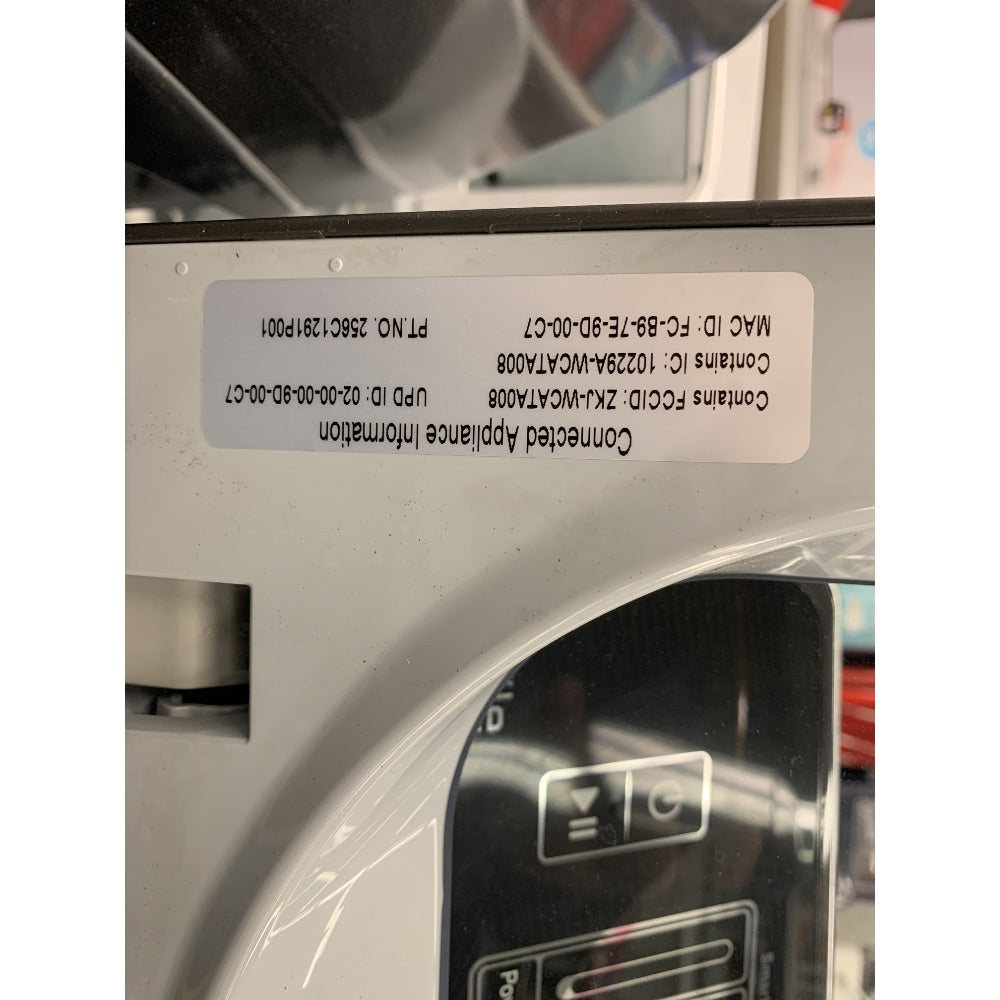 Connected Appliance Information
Contains FCCID: ZKJ-WCATA008 UPD ID: 02-00-00-9D-00-C7
Contains IC: 10229A-WCATA008
MAC ID: FC-B9-7E-9D-00-C7 PT.NO. 256C1291P001